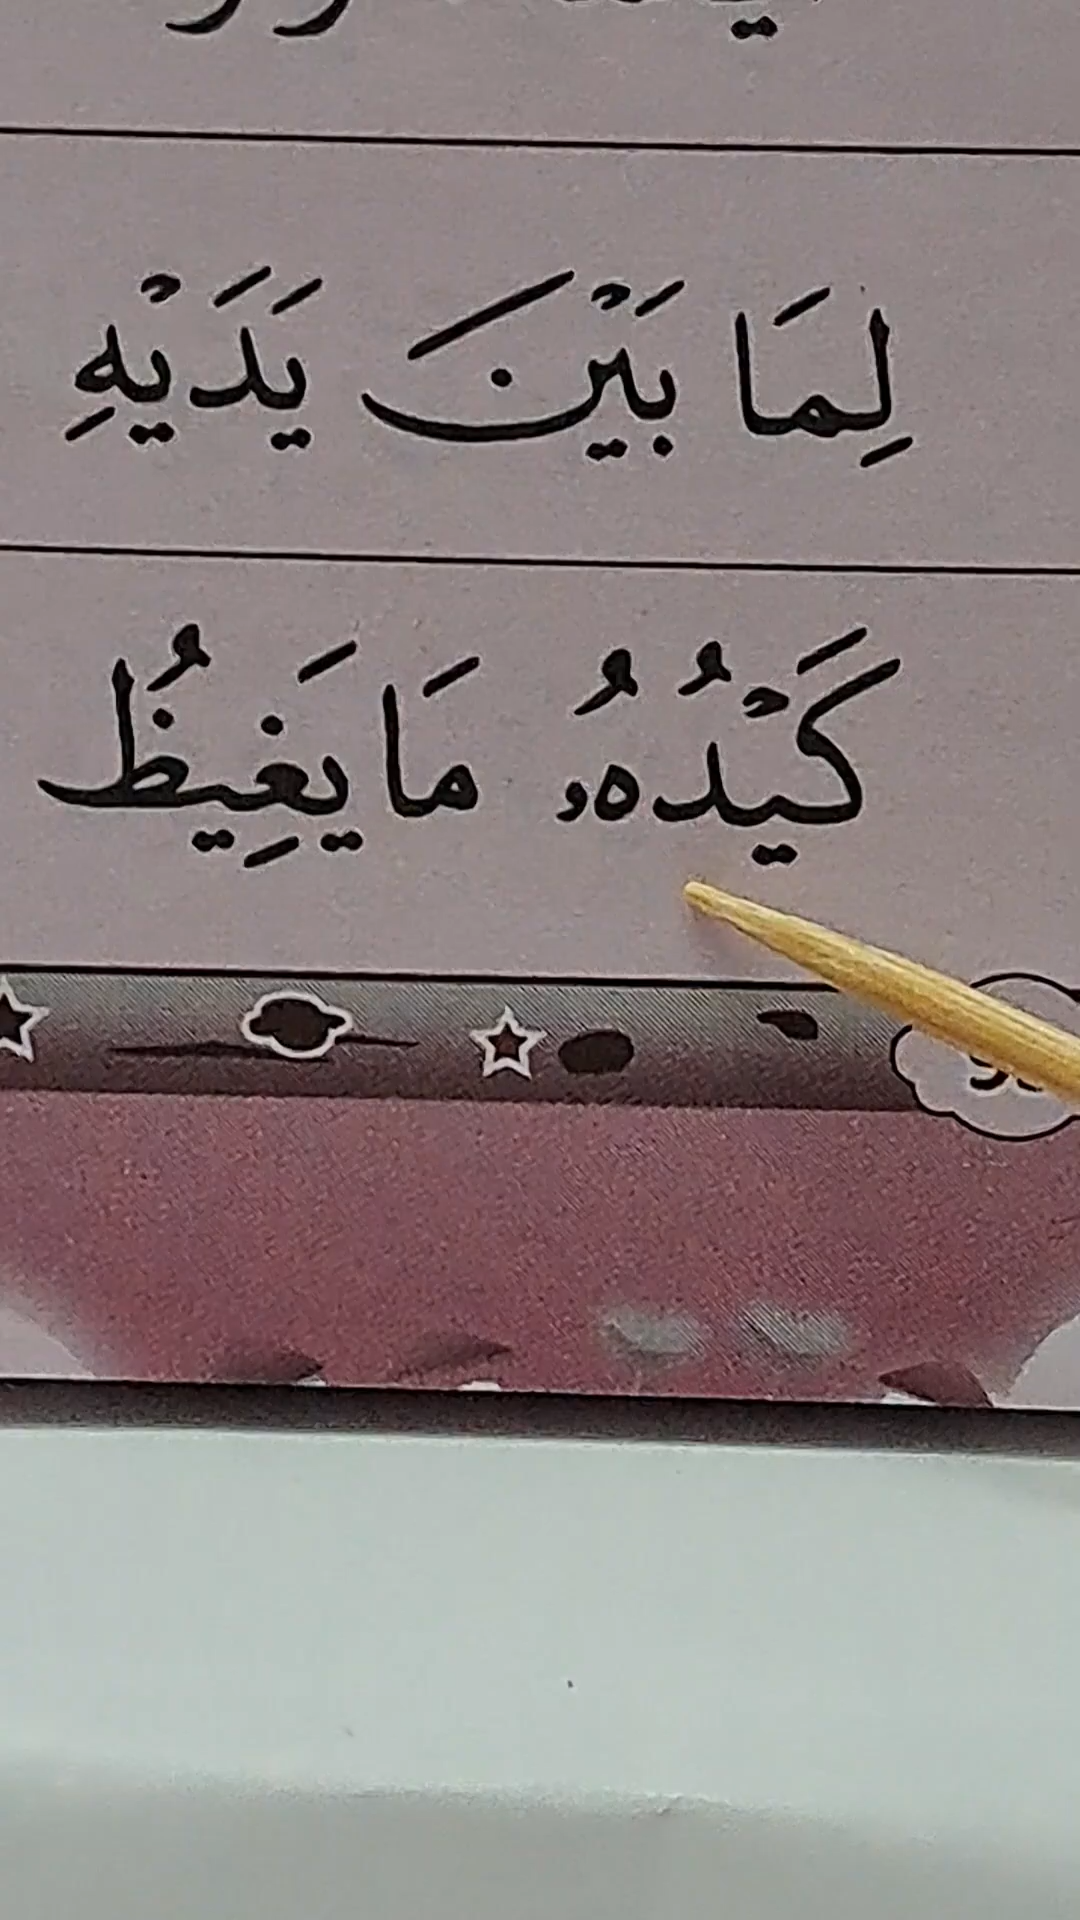 لِمَا بَيْنَ يَدَيْهِ
كَيْدُهُۥ مَا يَغِيظُ